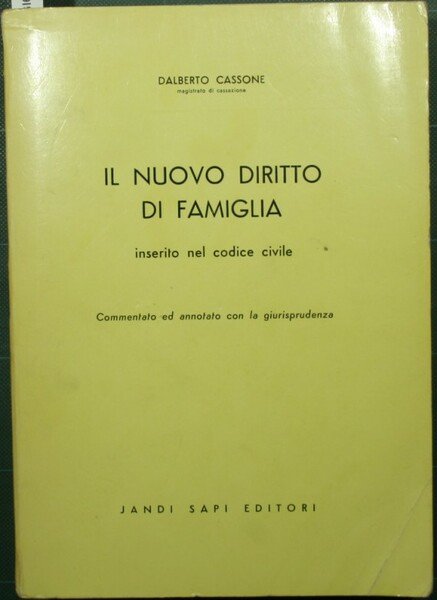 DALBERTO CASSONE
magistrato di cassazione
IL NUOVO DIRITTO
DI FAMIGLIA
inserito nel codice civile
Commentato ed annotato con la giurisprudenza
JANDI SAPI EDITORI